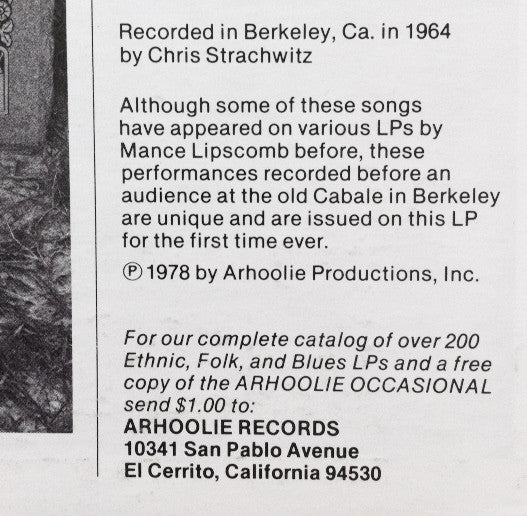 Recorded in Berkeley, Ca. in 1964
by Chris Strachwitz
Although some of these songs
have appeared on various LPs by
Mance Lipscomb before, these
performances recorded before an
audience at the old Cabale in Berkeley
are unique and are issued on this LP
for the first time ever.
℗ 1978 by Arhoolie Productions, Inc.
For our complete catalog of over 200
Ethnic, Folk, and Blues LPs and a free
copy of the ARHOOLIE OCCASIONAL
send $1.00 to:
ARHOOLIE RECORDS
10341 San Pablo Avenue
El Cerrito, California 94530